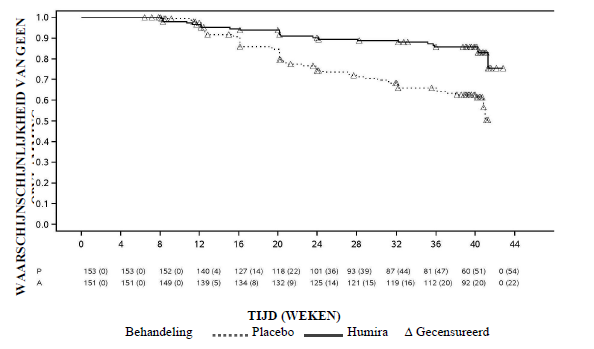 WAARSCHIJNSCHIJNLIJKHEID VAN GEEN
1.0
0.9
0.8
0.7
0.6
0.5
0.4
0.3
0.2
0.1
0.0
0 4 8 12 16 20 24 28 32 36 40 44
P 153 (0) 153 (0) 152 (0) 140 (4) 127 (14) 118 (22) 101 (36) 93 (39) 87 (44) 81 (47) 60 (51) 0 (54)
A 151 (0) 151 (0) 149 (0) 139 (5) 134 (8) 132 (9) 125 (14) 121 (15) 119 (16) 112 (20) 92 (20) 0 (22)
TIJD (WEKEN)
Behandeling Placebo Humira Δ Gecensureerd